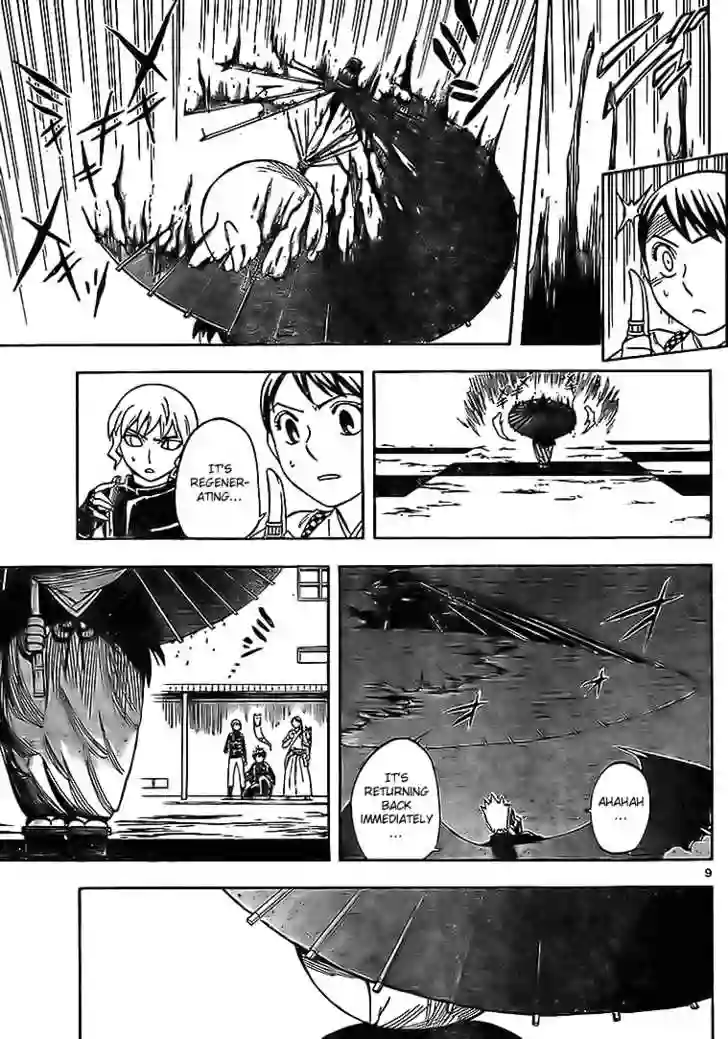 IT'S
REGENER-
ATING...
AHAHAH
...
IT'S
RETURNING
BACK
IMMEDIATELY
...
9